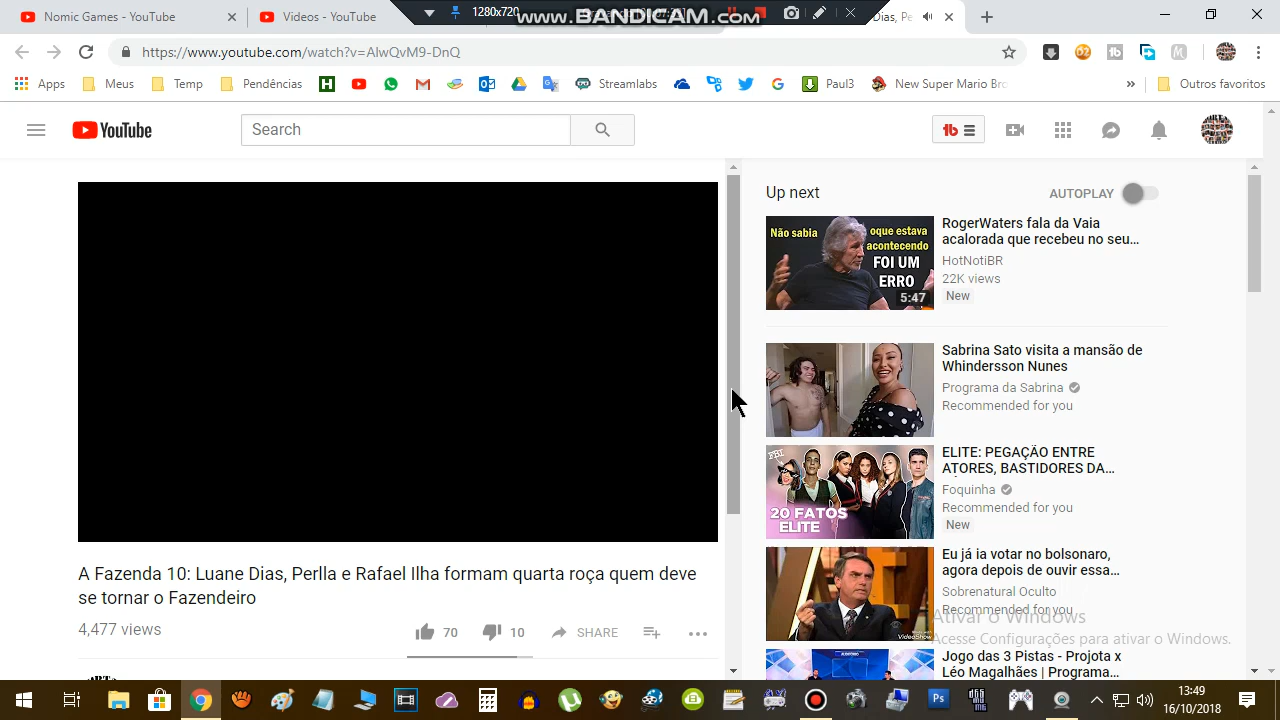 Nordic Games - YouTube
Videos - YouTube
1280x720
www.BANDICAM.com
Dias, Pe
https://www.youtube.com/watch?v=AlwQvM9-DnQ
Apps
Meus
Temp
Pendências
Streamlabs
Paul3
New Super Mario Bro
»
Outros favoritos
YouTube
Search
Up next
AUTOPLAY
Não sabia
oque estava
acontecendo
FOI UM
ERRO
5:47
RogerWaters fala da Vaia
acalorada que recebeu no seu...
HotNotiBR
22K views
New
Sabrina Sato visita a mansão de
Whindersson Nunes
Programa da Sabrina
Recommended for you
FBI
20 FATOS
ELITE
ELITE: PEGAÇÃO ENTRE
ATORES, BASTIDORES DA...
Foquinha
Recommended for you
New
Eu já ia votar no bolsonaro,
agora depois de ouvir essa...
Sobrenatural Oculto
Recommended for you
VideoShow
Jogo das 3 Pistas - Projota x
Léo Magalhães | Programa
A Fazenda 10: Luane Dias, Perlla e Rafael Ilha formam quarta roça quem deve
se tornar o Fazendeiro
4,477 views
70
10
SHARE
Ativar o Windows
Acesse Configurações para ativar o Windows.
Ps
13:49
16/10/2018